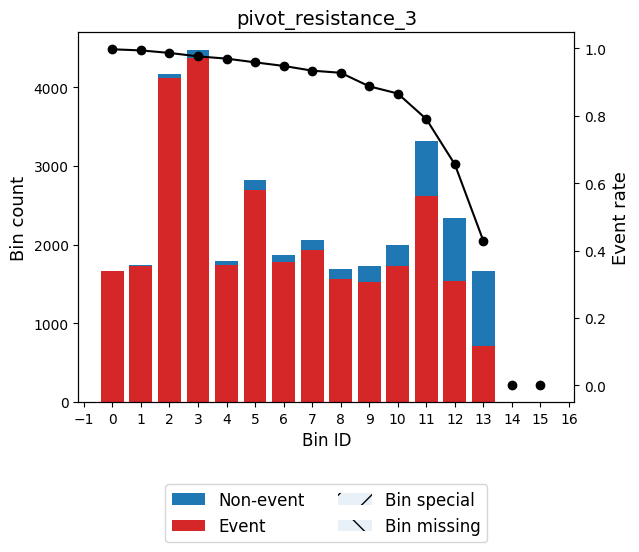 pivot_resistance_3
Bin count
4000
3000
2000
1000
0
1.0
0.8
0.6
0.4
0.2
0.0
Event rate
−1 0 1 2 3 4 5 6 7 8 9 10 11 12 13 14 15 16
Bin ID
Non-event Bin special
Event Bin missing